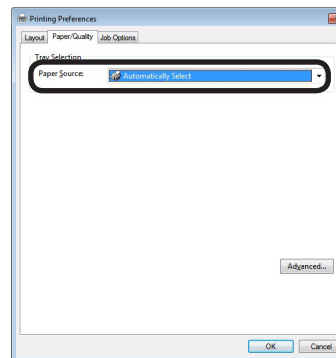 Printing Preferences
Layout Paper/Quality Job Options
Tray Selection
Paper Source: Automatically Select
Advanced...
OK Cancel